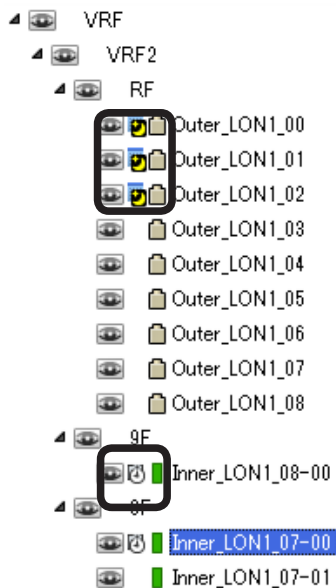 VRF
VRF2
RF
Outer_LON1_00
Outer_LON1_01
Outer_LON1_02
Outer_LON1_03
Outer_LON1_04
Outer_LON1_05
Outer_LON1_06
Outer_LON1_07
Outer_LON1_08
9F
Inner_LON1_08-00
Inner_LON1_07-00
Inner_LON1_07-01